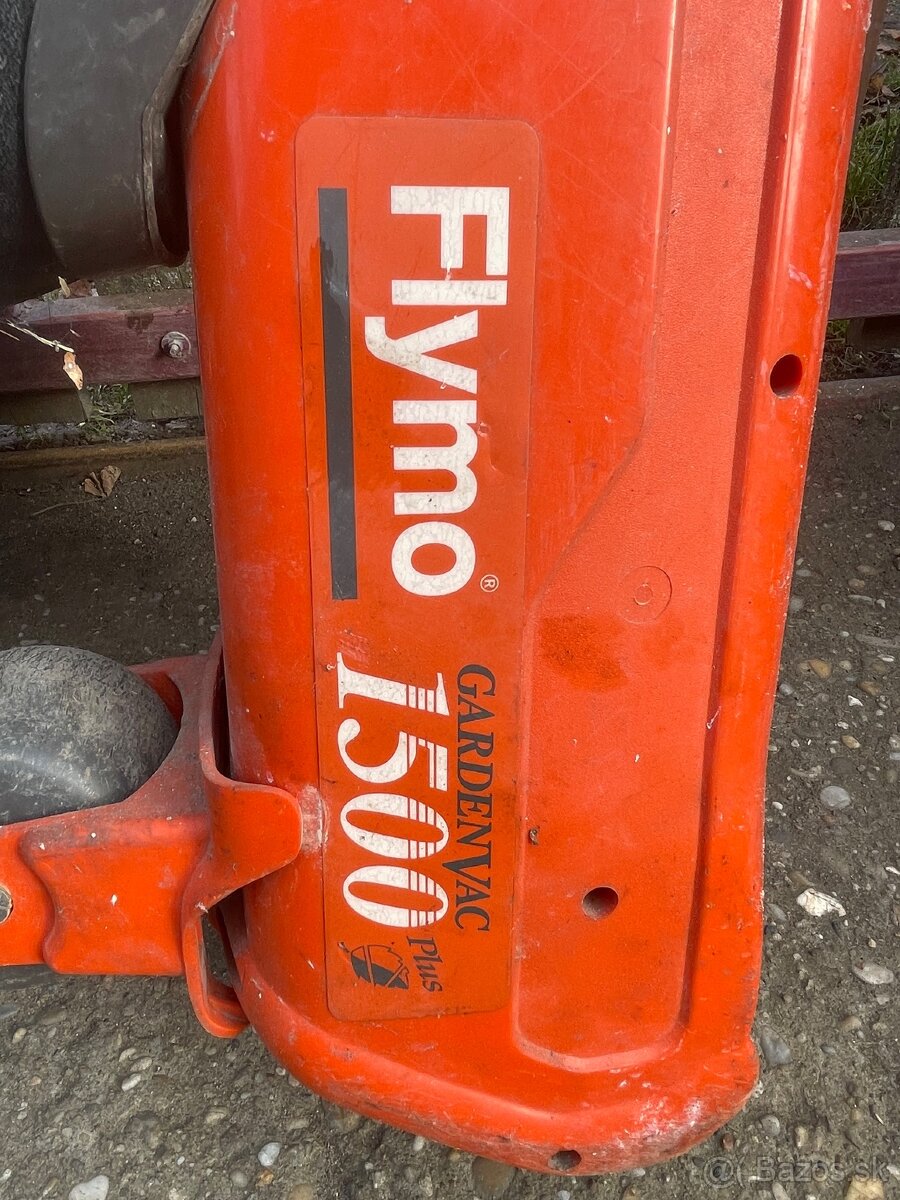 Flymo®
GARDENVAC
1500 Plus
@( Bazos.sk